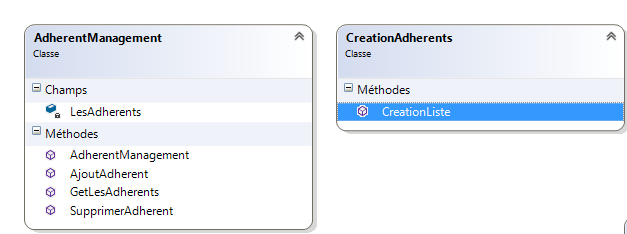 AdherentManagement
Classe
Champs
LesAdherents
Méthodes
AdherentManagement
AjoutAdherent
GetLesAdherents
SupprimerAdherent
CreationAdherents
Classe
Méthodes
CreationListe